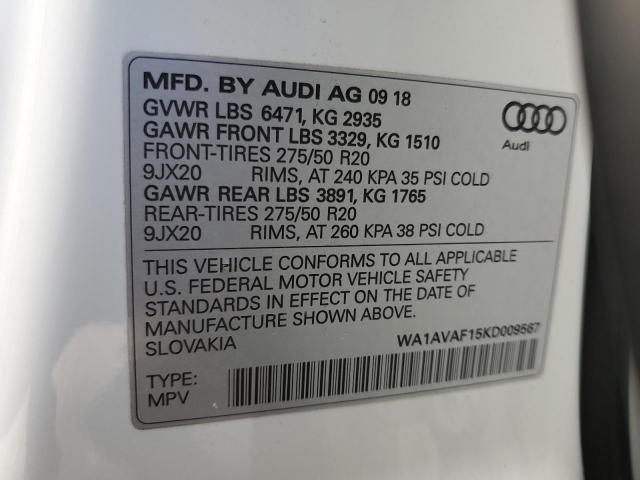 MFD. BY AUDI AG 09 18
GVWR LBS 6471, KG 2935
GAWR FRONT LBS 3329, KG 1510
FRONT-TIRES 275/50 R20
9JX20 RIMS, AT 240 KPA 35 PSI COLD
GAWR REAR LBS 3891, KG 1765
REAR-TIRES 275/50 R20
9JX20 RIMS, AT 260 KPA 38 PSI COLD
Audi
THIS VEHICLE CONFORMS TO ALL APPLICABLE
U.S. FEDERAL MOTOR VEHICLE SAFETY
STANDARDS IN EFFECT ON THE DATE OF
MANUFACTURE SHOWN ABOVE.
SLOVAKIA
WA1AVAF15KD009567
TYPE:
MPV